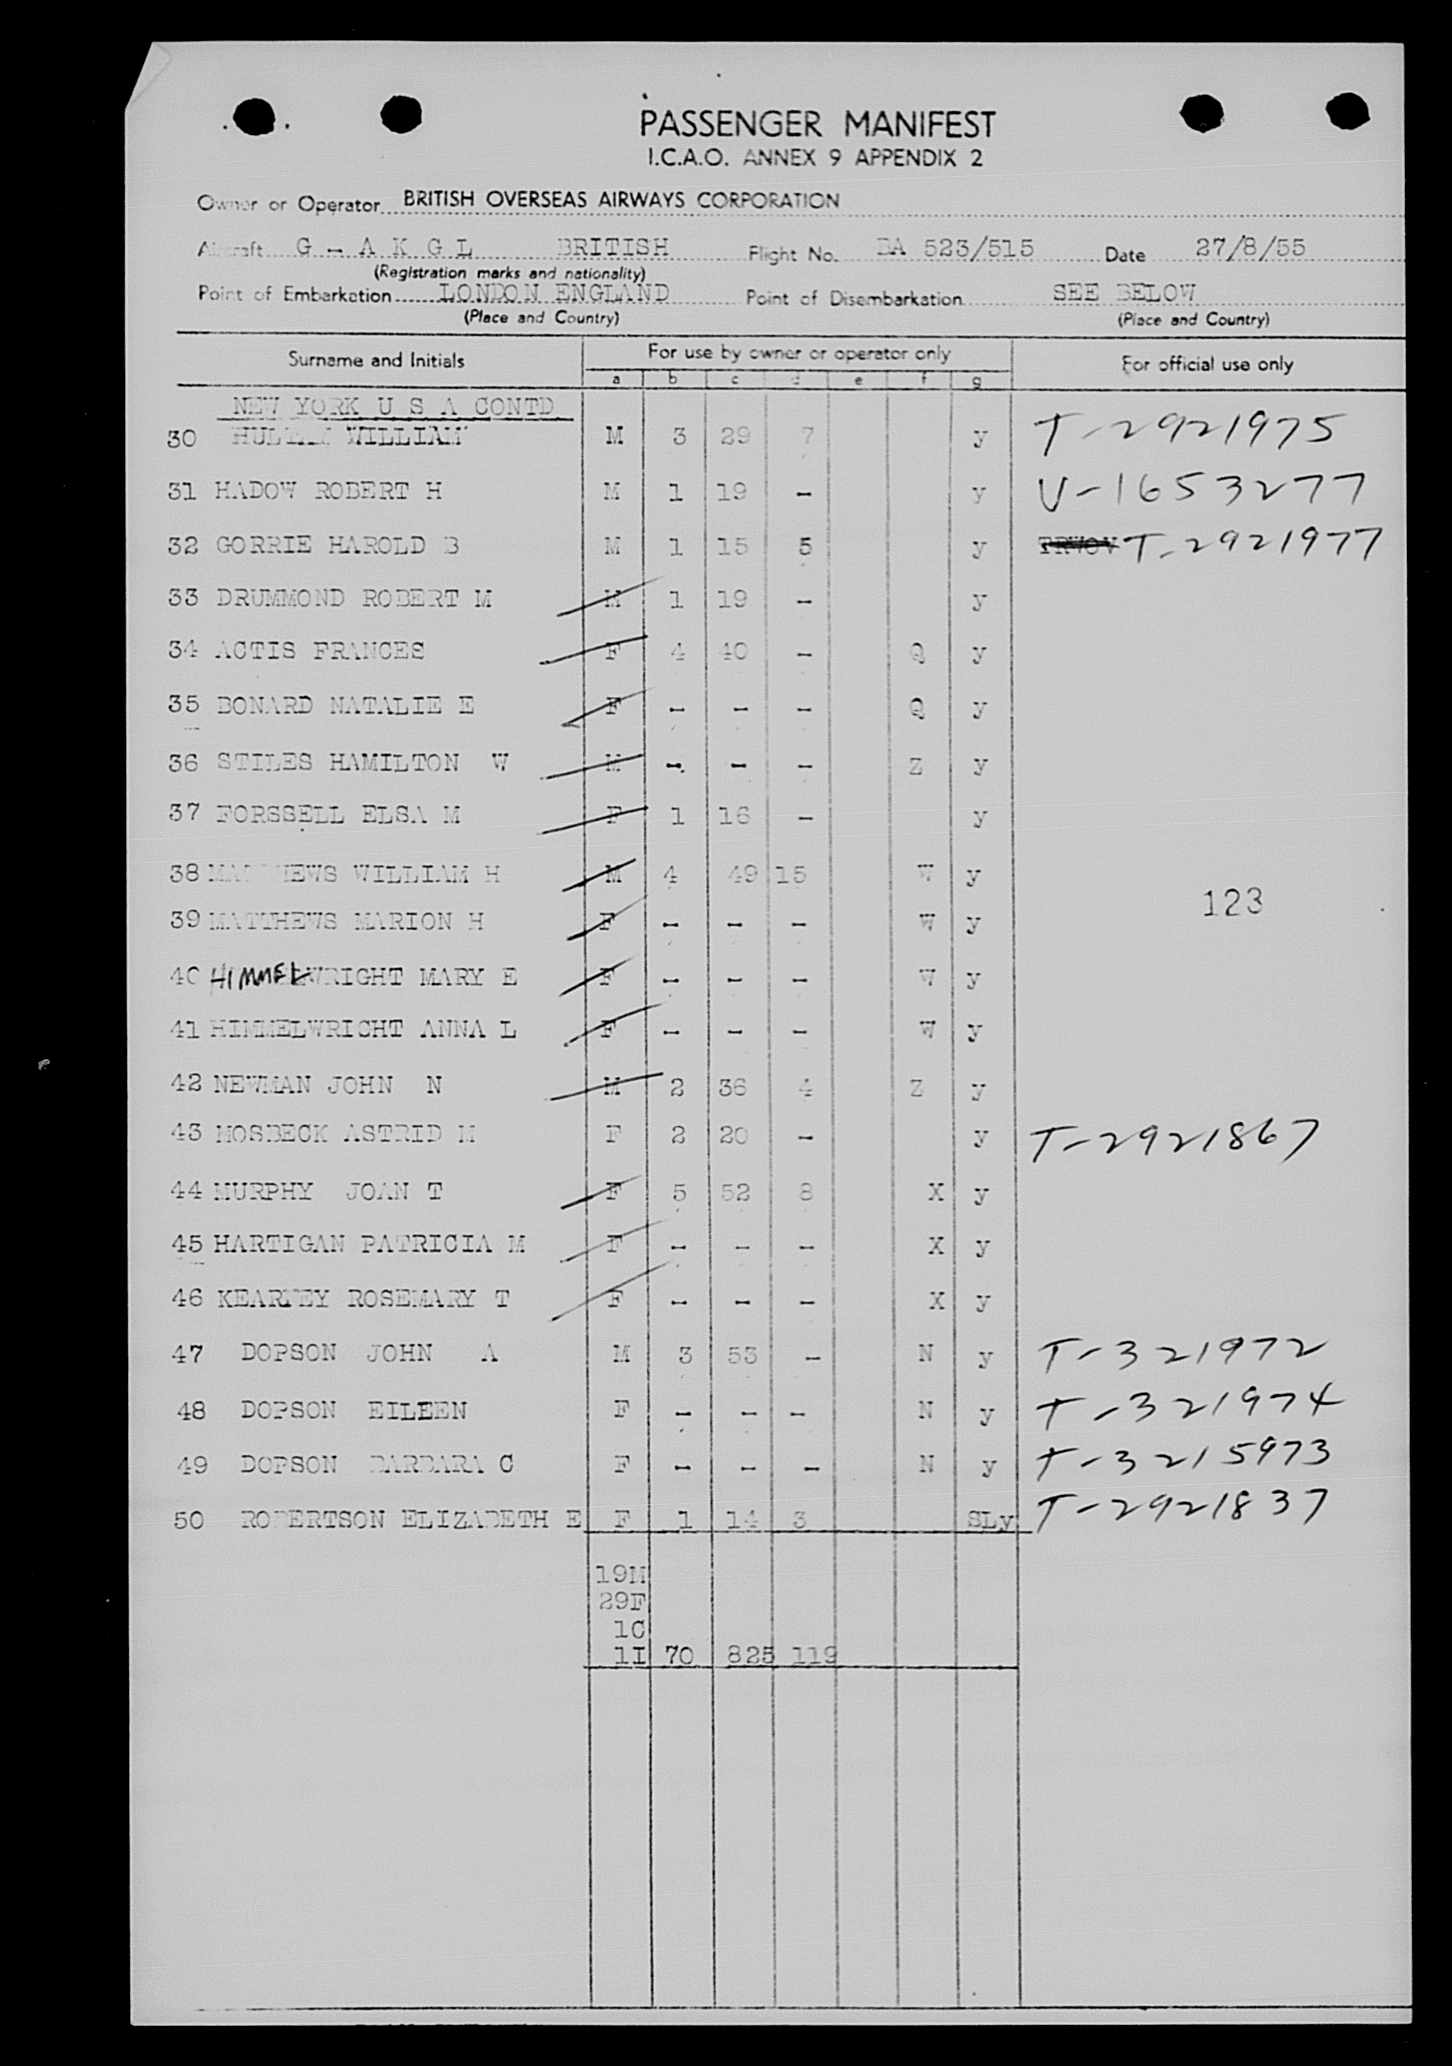 PASSENGER MANIFEST
I.C.A.O. ANNEX 9 APPENDIX 2
Owner or Operator BRITISH OVERSEAS AIRWAYS CORPORATION
Aircraft G - A K G L BRITISH Flight No. BA 523/515 Date 27/8/55
(Registration marks and nationality)
Point of Embarkation LONDON ENGLAND Point of Disembarkation SEE BELOW
(Place and Country) (Place and Country)
Surname and Initials For use by owner or operator only For official use only
a b c d e f g
NEW YORK U S A CONTD
30 WILLIAM M 3 29 7 y T-2921975
31 HADOW ROBERT H M 1 19 - y V-1653277
32 GORRIE HAROLD B M 1 15 5 y T-2921977
33 DRUMMOND ROBERT M M 1 19 - y
34 ACTIS FRANCES F 4 40 - Q y
35 BONARD NATALIE E F - - - Q y
36 STILES HAMILTON W M - - - Z y
37 FORSSELL ELSA M F 1 16 - y
38 MATTHEWS WILLIAM H M 4 49 15 W y
123
39 MATTHEWS MARION H F - - - W y
40 HIMMELWRIGHT MARY E F - - - W y
41 HIMMELWRICHT ANNA L F - - - W y
42 NEWMAN JOHN N M 2 36 4 Z y
43 MOSBECK ASTRID M F 2 20 - y T-2921867
44 MURPHY JOAN T F 5 52 8 X y
45 HARTIGAN PATRICIA M F - - - X y
46 KEARNEY ROSEMARY T F - - - X y
47 DOPSON JOHN A M 3 53 - N y T-321972
48 DOPSON EILEEN F - - - N y T-321974
49 DOPSON BARBARA C F - - - N y T-3215973
50 ROBERTSON ELIZABETH E F 1 14 3 SLy T-2921837
19M
29F
1C
1I 70 825 119